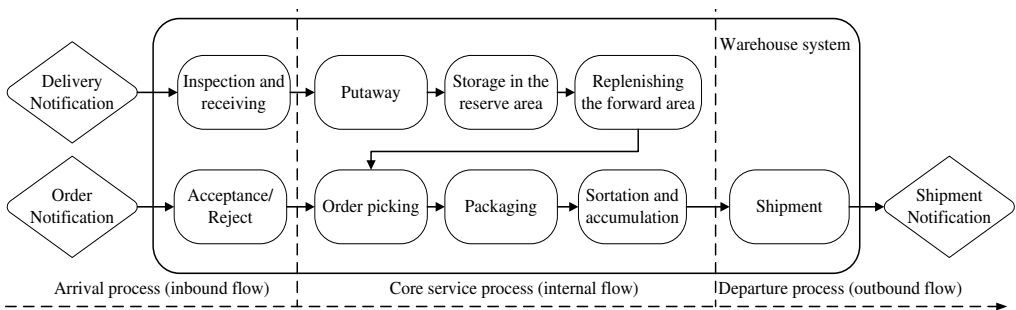 Warehouse system
Delivery
Notification
Inspection and
receiving
Putaway
Storage in the
reserve area
Replenishing
the forward area
Order
Notification
Acceptance/
Reject
Order picking
Packaging
Sortation and
accumulation
Shipment
Shipment
Notification
Arrival process (inbound flow)
Core service process (internal flow)
Departure process (outbound flow)